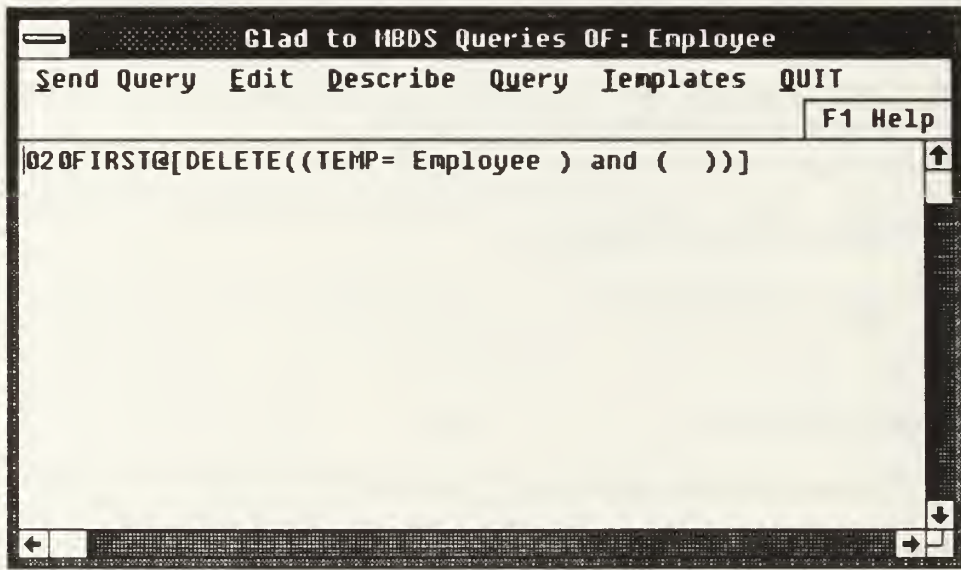 Glad to MBDS Queries OF: Employee
Send Query Edit Describe Query Templates QUIT
F1 Help
020FIRST@[DELETE((TEMP= Employee ) and (  ))]